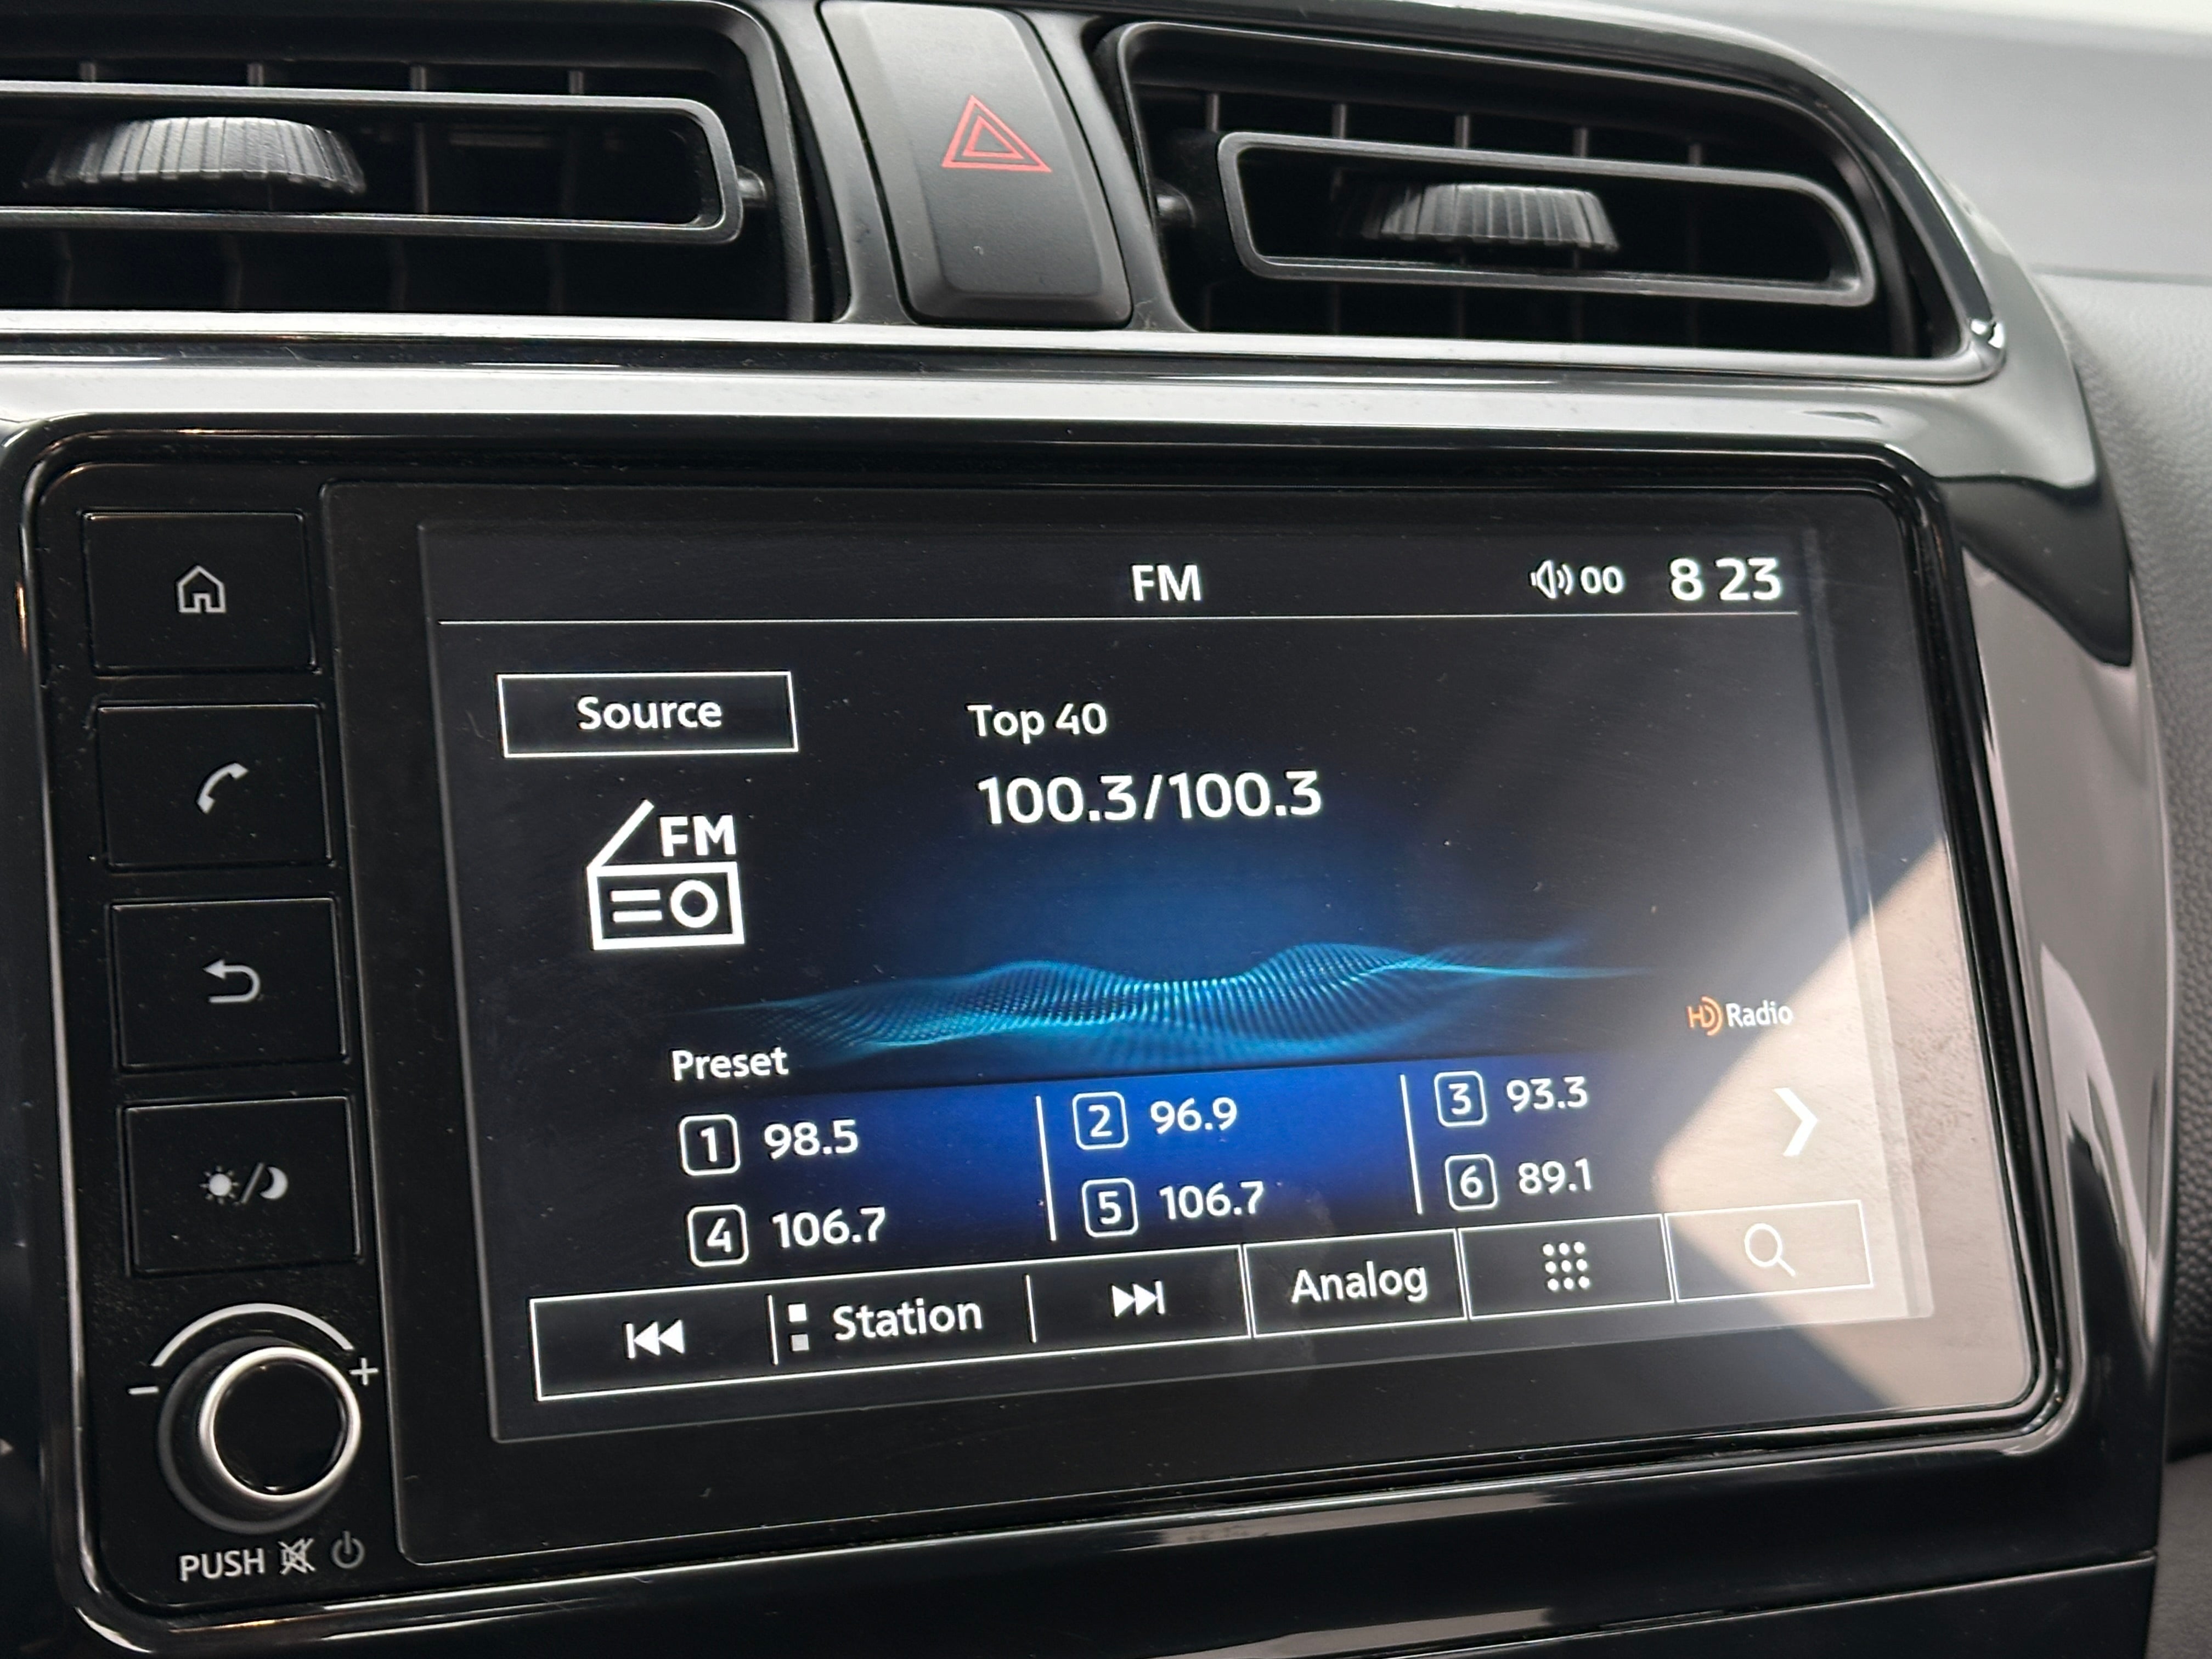 FM 00 8 23
Source
Top 40
100.3/100.3
FM
HD Radio
Preset
1 98.5 2 96.9 3 93.3
4 106.7 5 106.7 6 89.1
Station Analog
- +
PUSH